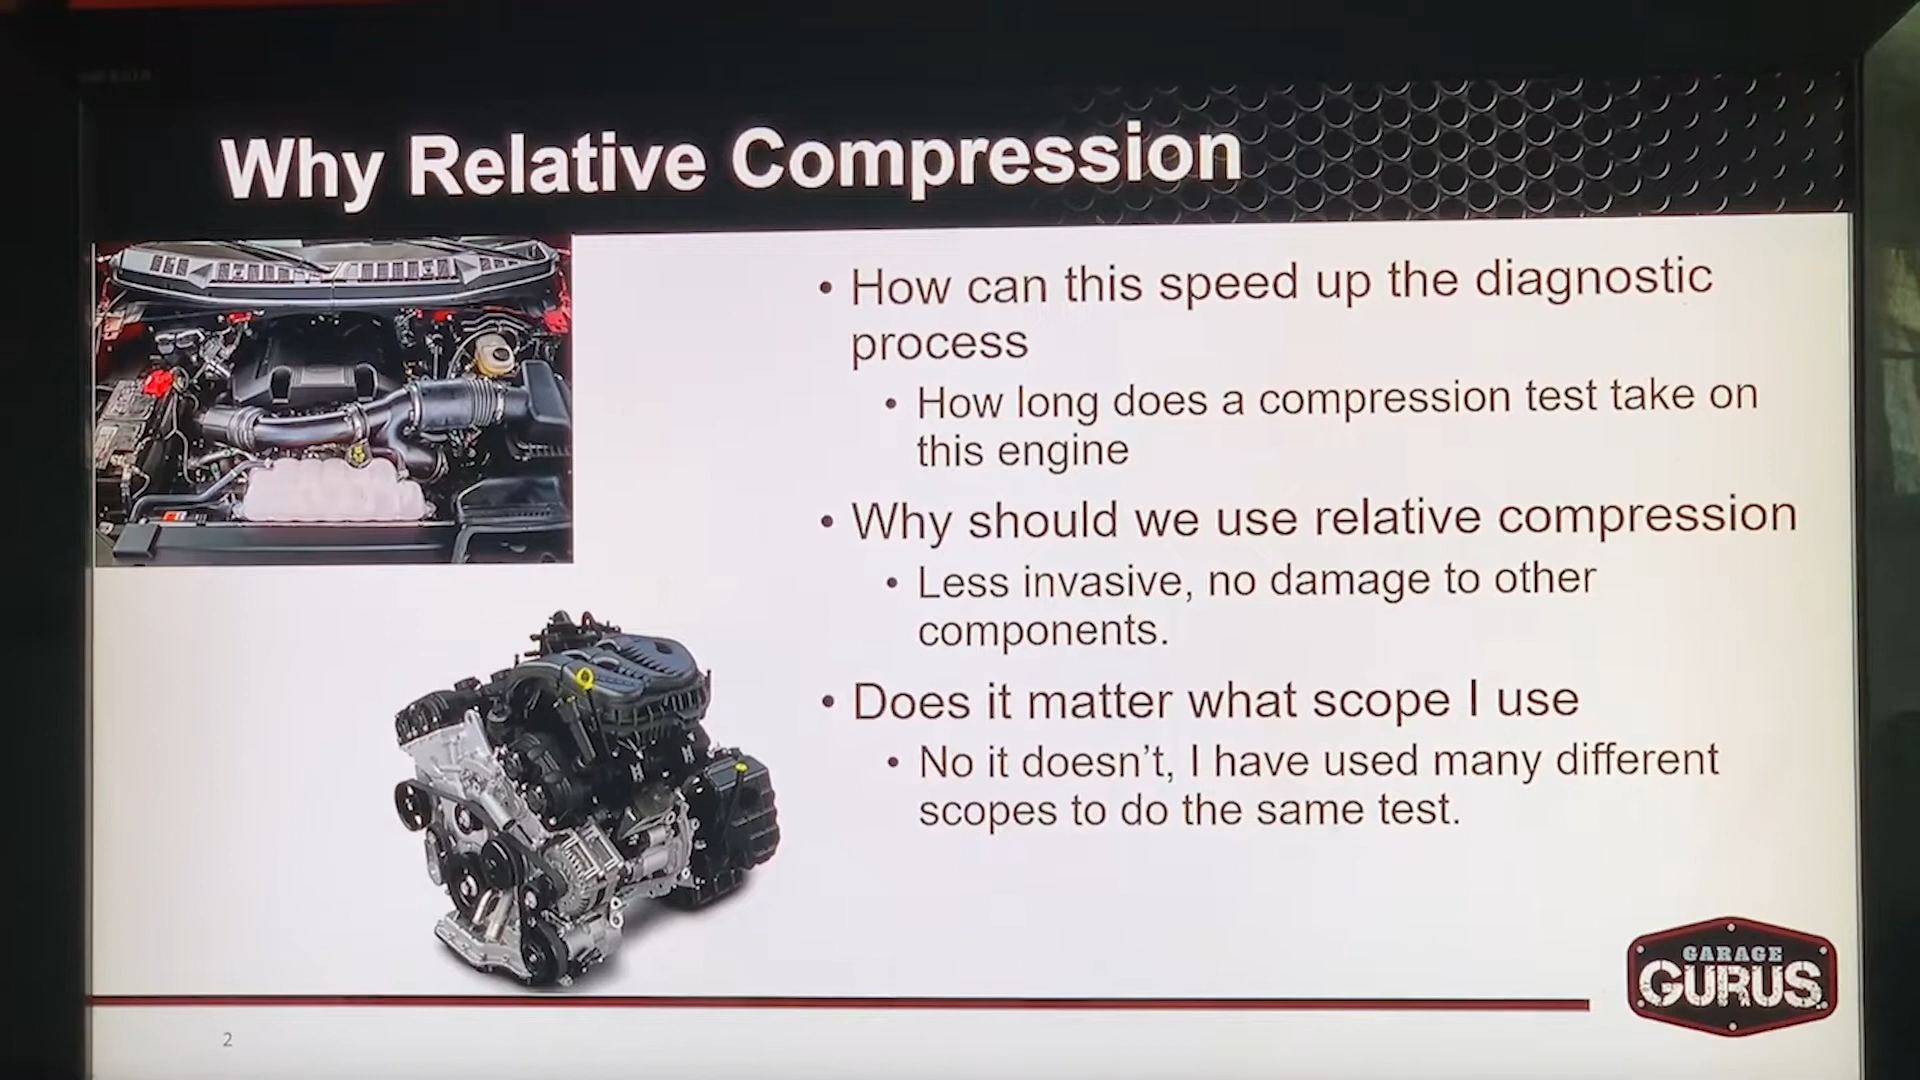 Why Relative Compression
• How can this speed up the diagnostic
process
• How long does a compression test take on
this engine
• Why should we use relative compression
• Less invasive, no damage to other
components.
• Does it matter what scope I use
• No it doesn't, I have used many different
scopes to do the same test.
GARAGE
GURUS
2